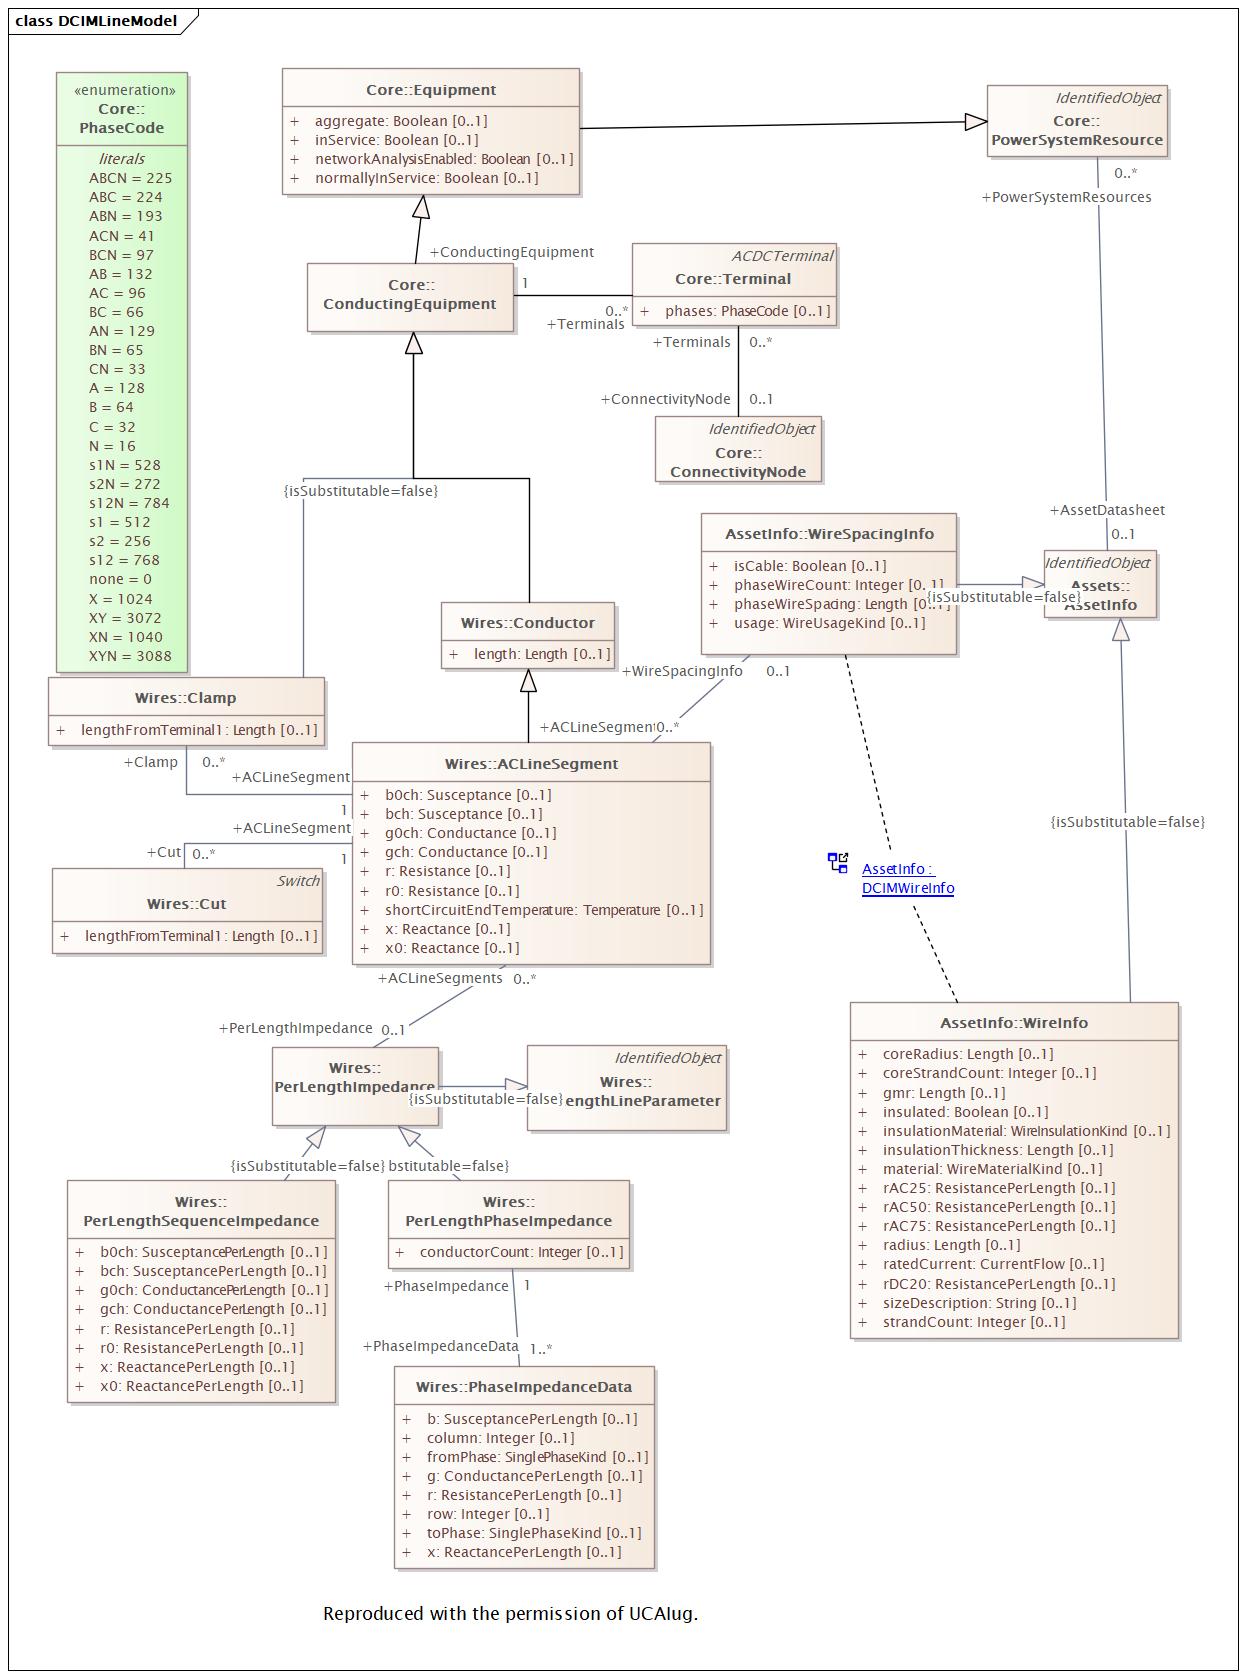 class DCIMLineModel
«enumeration»
Core::
PhaseCode
literals
ABCN = 225
ABC = 224
ABN = 193
ACN = 41
BCN = 97
AB = 132
AC = 96
BC = 66
AN = 129
BN = 65
CN = 33
A = 128
B = 64
C = 32
N = 16
s1N = 528
s2N = 272
s12N = 784
s1 = 512
s2 = 256
s12 = 768
none = 0
X = 1024
XY = 3072
XN = 1040
XYN = 3088
Core::Equipment
+ aggregate: Boolean [0..1]
+ inService: Boolean [0..1]
+ networkAnalysisEnabled: Boolean [0..1]
+ normallyInService: Boolean [0..1]
IdentifiedObject
Core::
PowerSystemResource
0..*
+PowerSystemResources
+ConductingEquipment
1
Core::
ConductingEquipment
ACDCTerminal
Core::Terminal
+ phases: PhaseCode [0..1]
0..*
+Terminals
+Terminals 0..*
+ConnectivityNode 0..1
IdentifiedObject
Core::
ConnectivityNode
{isSubstitutable=false}
+AssetDatasheet
0..1
AssetInfo::WireSpacingInfo
+ isCable: Boolean [0..1]
+ phaseWireCount: Integer [0..1]
+ phaseWireSpacing: Length [0..1]
+ usage: WireUsageKind [0..1]
{isSubstitutable=false}
IdentifiedObject
Assets::
AssetInfo
Wires::Conductor
+ length: Length [0..1]
+WireSpacingInfo 0..1
+ACLineSegment 0..*
Wires::Clamp
+ lengthFromTerminal1: Length [0..1]
+Clamp 0..*
+ACLineSegment
1
+ACLineSegment
1
+Cut 0..*
Switch
Wires::Cut
+ lengthFromTerminal1: Length [0..1]
Wires::ACLineSegment
+ b0ch: Susceptance [0..1]
+ bch: Susceptance [0..1]
+ g0ch: Conductance [0..1]
+ gch: Conductance [0..1]
+ r: Resistance [0..1]
+ r0: Resistance [0..1]
+ shortCircuitEndTemperature: Temperature [0..1]
+ x: Reactance [0..1]
+ x0: Reactance [0..1]
{isSubstitutable=false}
AssetInfo :
DCIMWireInfo
+ACLineSegments 0..*
+PerLengthImpedance 0..1
Wires::
PerLengthImpedance
{isSubstitutable=false}
IdentifiedObject
Wires::
engthLineParameter
{isSubstitutable=false} bstitutable=false}
Wires::
PerLengthSequenceImpedance
+ b0ch: SusceptancePerLength [0..1]
+ bch: SusceptancePerLength [0..1]
+ g0ch: ConductancePerLength [0..1]
+ gch: ConductancePerLength [0..1]
+ r: ResistancePerLength [0..1]
+ r0: ResistancePerLength [0..1]
+ x: ReactancePerLength [0..1]
+ x0: ReactancePerLength [0..1]
Wires::
PerLengthPhaseImpedance
+ conductorCount: Integer [0..1]
+PhaseImpedance 1
+PhaseImpedanceData 1..*
Wires::PhaseImpedanceData
+ b: SusceptancePerLength [0..1]
+ column: Integer [0..1]
+ fromPhase: SinglePhaseKind [0..1]
+ g: ConductancePerLength [0..1]
+ r: ResistancePerLength [0..1]
+ row: Integer [0..1]
+ toPhase: SinglePhaseKind [0..1]
+ x: ReactancePerLength [0..1]
AssetInfo::WireInfo
+ coreRadius: Length [0..1]
+ coreStrandCount: Integer [0..1]
+ gmr: Length [0..1]
+ insulated: Boolean [0..1]
+ insulationMaterial: WireInsulationKind [0..1]
+ insulationThickness: Length [0..1]
+ material: WireMaterialKind [0..1]
+ rAC25: ResistancePerLength [0..1]
+ rAC50: ResistancePerLength [0..1]
+ rAC75: ResistancePerLength [0..1]
+ radius: Length [0..1]
+ ratedCurrent: CurrentFlow [0..1]
+ rDC20: ResistancePerLength [0..1]
+ sizeDescription: String [0..1]
+ strandCount: Integer [0..1]
Reproduced with the permission of UCAIug.